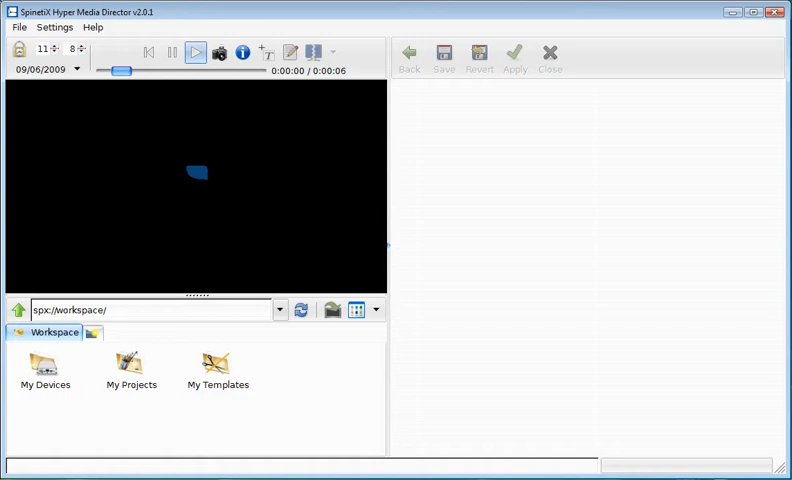 SpinetiX Hyper Media Director v2.0.1
File Settings Help
11 8
09/06/2009
0:00:00 / 0:00:06
Back Save Revert Apply Close
spx://workspace/
Workspace
My Devices My Projects My Templates